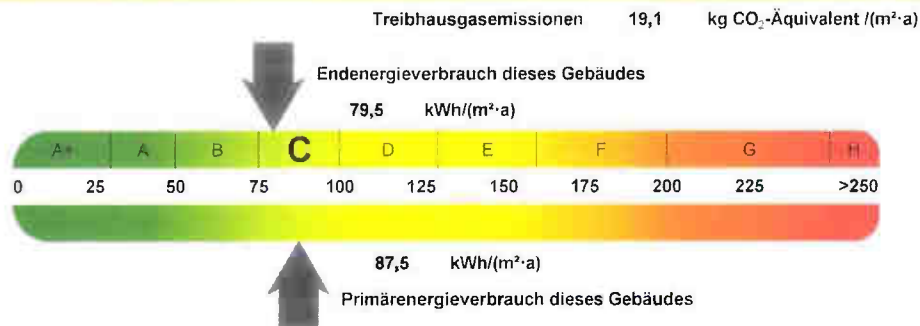 Treibhausgasemissionen 19,1 kg CO₂-Äquivalent /(m²·a)
Endenergieverbrauch dieses Gebäudes
79,5 kWh/(m²·a)
A+ A B C D E F G H
0 25 50 75 100 125 150 175 200 225 >250
87,5 kWh/(m²·a)
Primärenergieverbrauch dieses Gebäudes